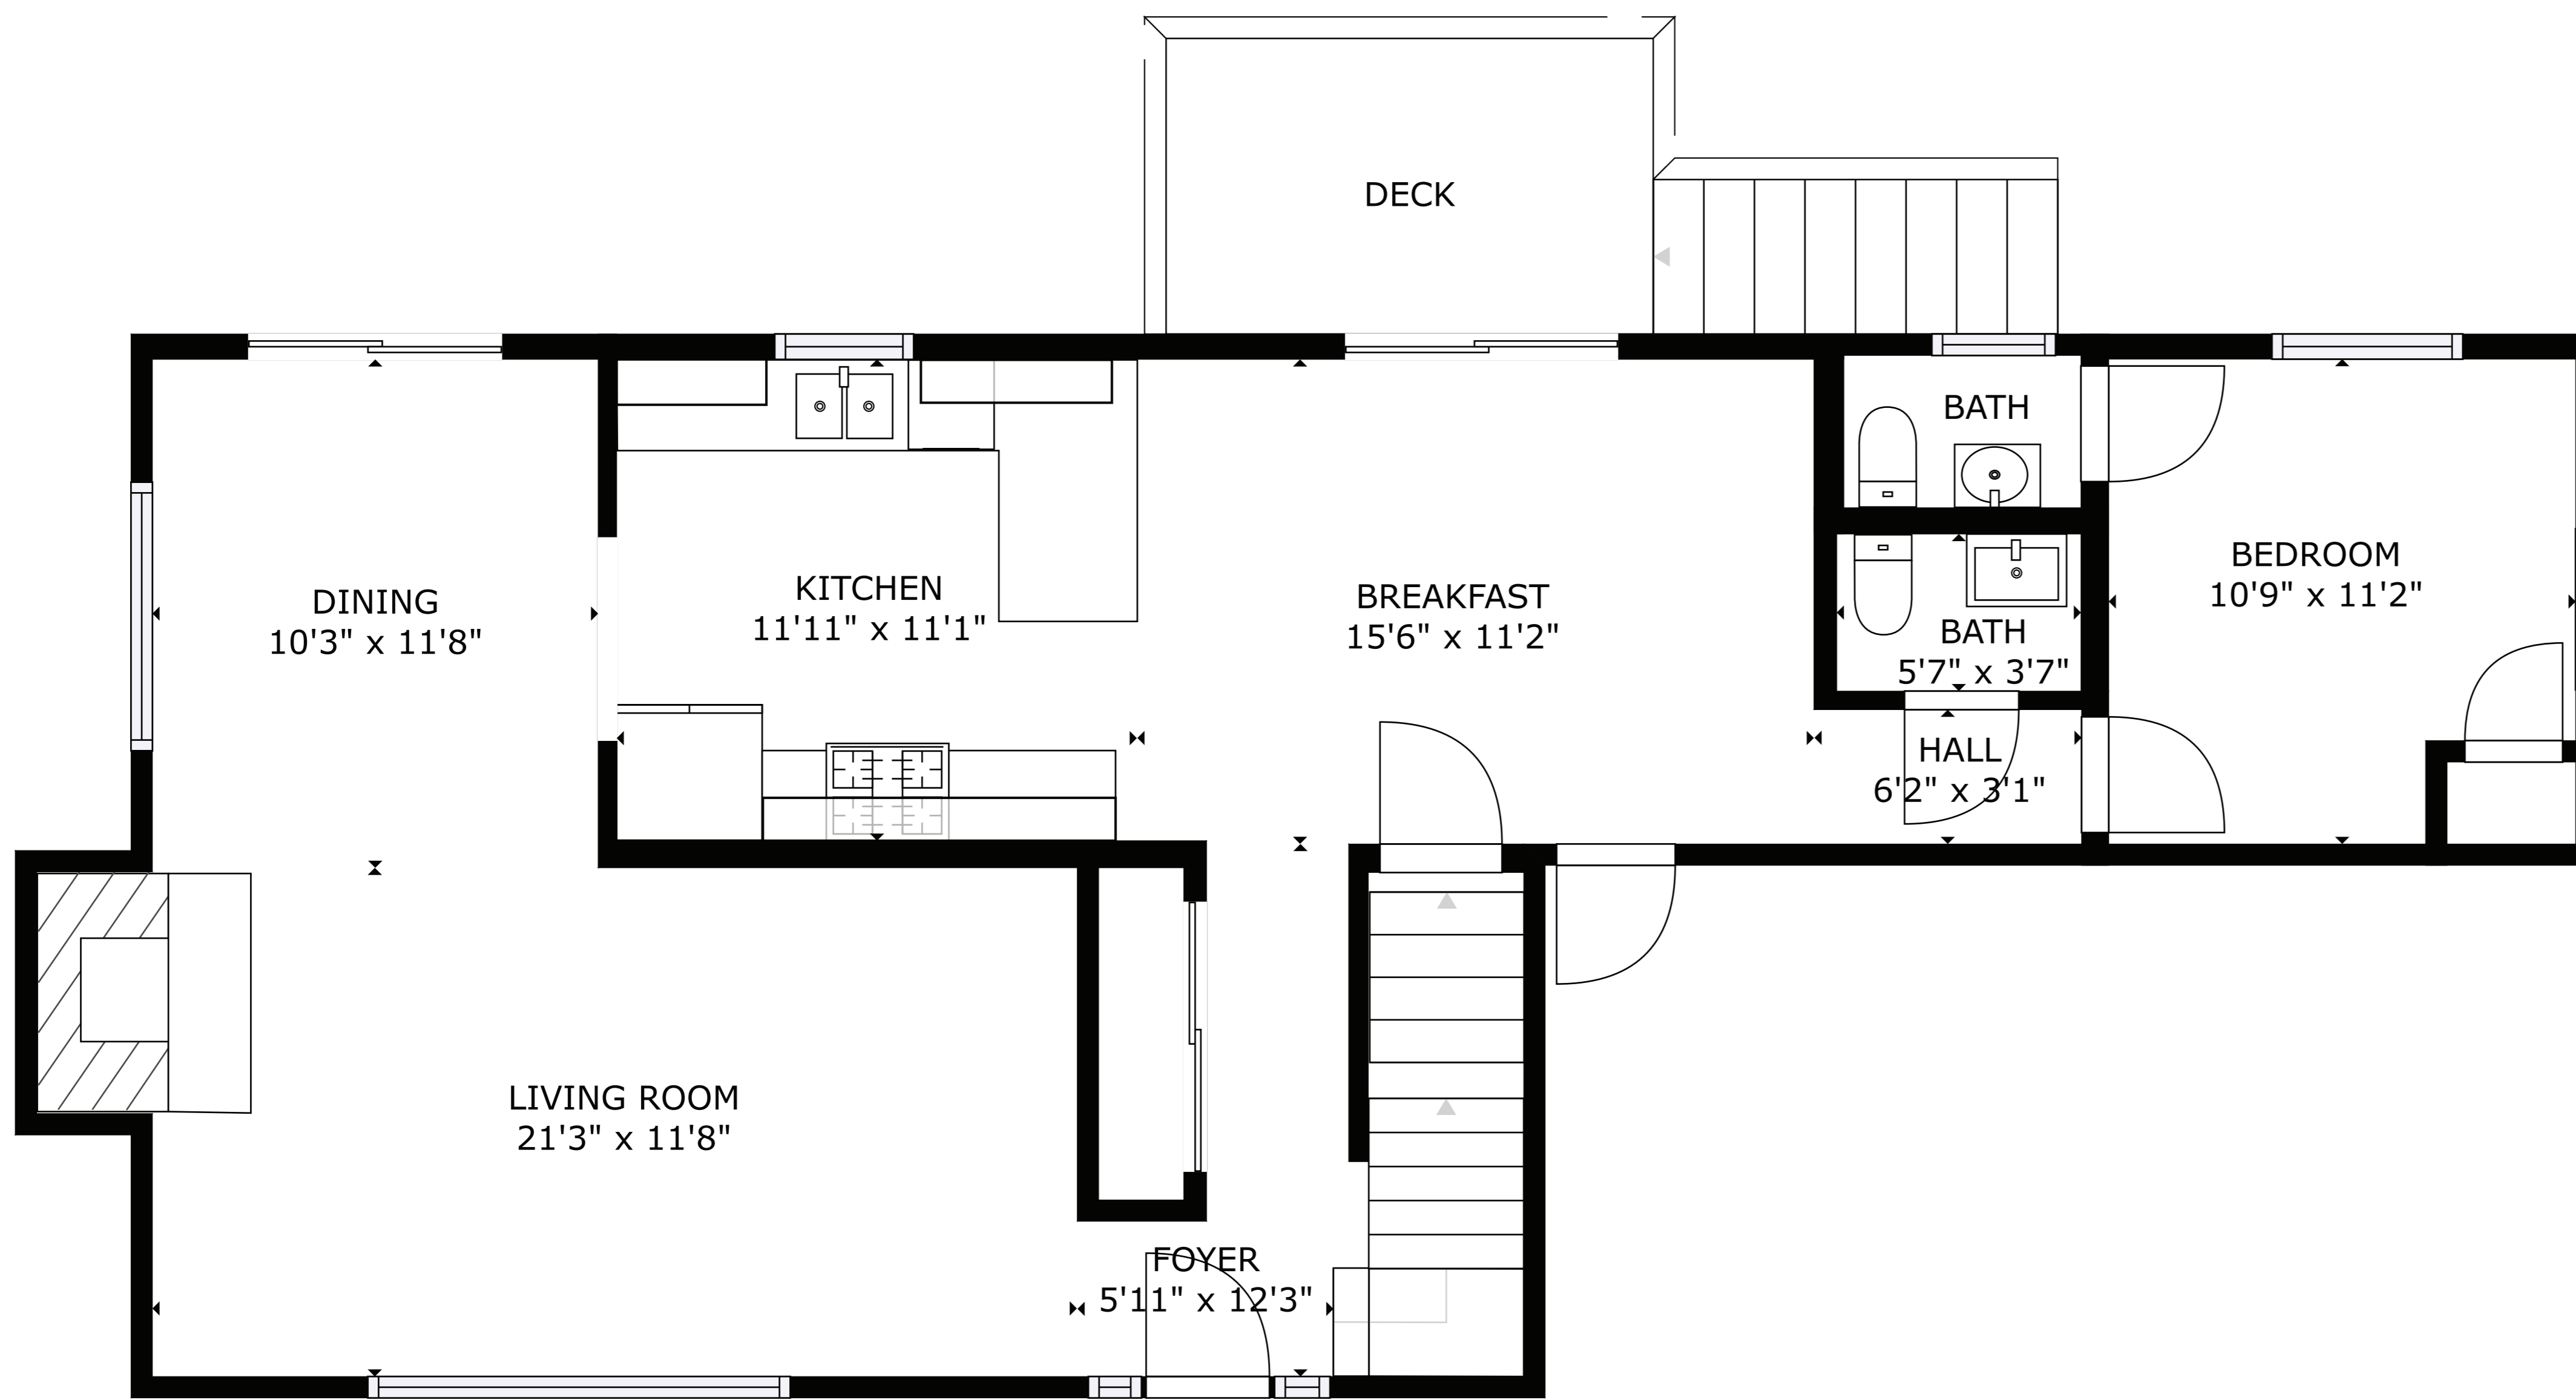 DECK
BATH
BEDROOM
10'9" x 11'2"
DINING
10'3" x 11'8"
KITCHEN
11'11" x 11'1"
BREAKFAST
15'6" x 11'2"
BATH
5'7" x 3'7"
HALL
6'2" x 3'1"
LIVING ROOM
21'3" x 11'8"
FOYER
5'11" x 12'3"